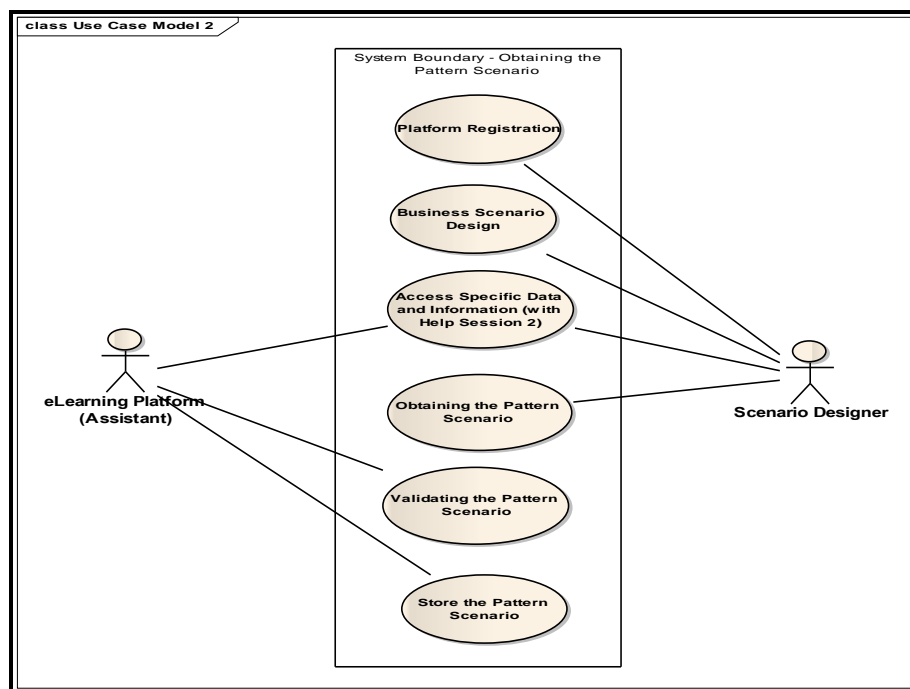 class Use Case Model 2
System Boundary - Obtaining the
Pattern Scenario
Platform Registration
Business Scenario
Design
Access Specific Data
and Information (with
Help Session 2)
eLearning Platform
(Assistant)
Scenario Designer
Obtaining the Pattern
Scenario
Validating the Pattern
Scenario
Store the Pattern
Scenario